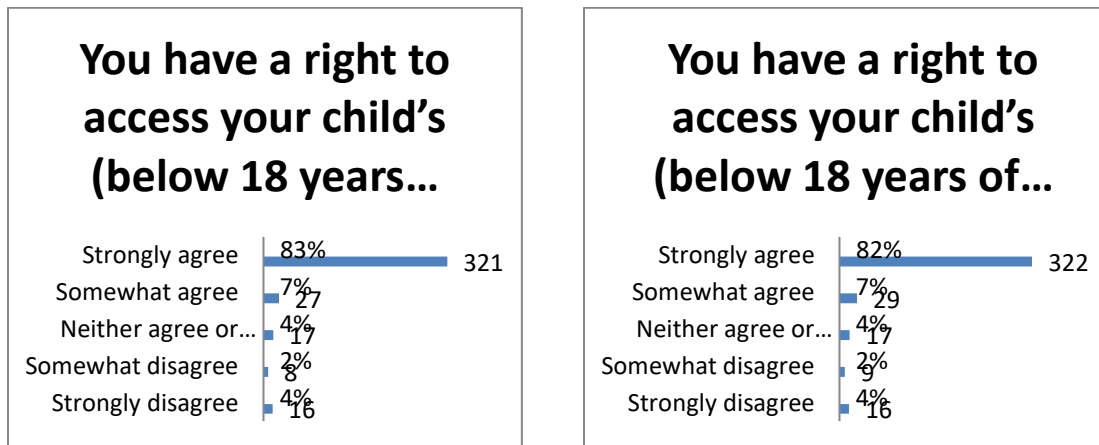 You have a right to
access your child’s
(below 18 years…
Strongly agree 83% 321
Somewhat agree 7% 27
Neither agree or… 4% 17
Somewhat disagree 2% 8
Strongly disagree 4% 16
You have a right to
access your child’s
(below 18 years of…
Strongly agree 82% 322
Somewhat agree 7% 29
Neither agree or… 4% 17
Somewhat disagree 2% 9
Strongly disagree 4% 16